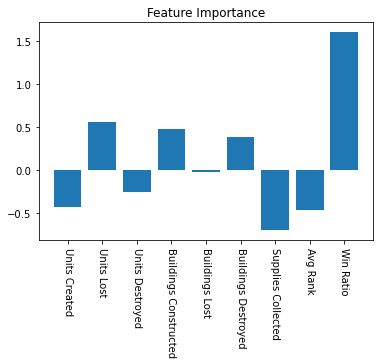 Feature Importance
1.5
1.0
0.5
0.0
−0.5
Units Created
Units Lost
Units Destroyed
Buildings Constructed
Buildings Lost
Buildings Destroyed
Supplies Collected
Avg Rank
Win Ratio